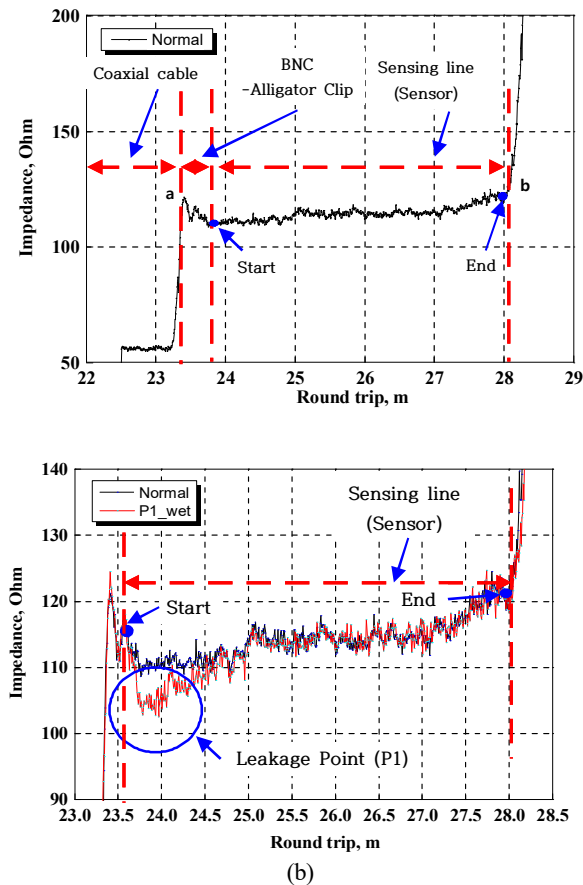 200
Normal
Coaxial cable
BNC
-Alligator Clip
Sensing line
(Sensor)
150
a
b
100
Start
End
50
22 23 24 25 26 27 28 29
Impedance, Ohm
Round trip, m
140
Normal
P1_wet
Sensing line
(Sensor)
130
120
Start
End
110
100
Leakage Point (P1)
90
23.0 23.5 24.0 24.5 25.0 25.5 26.0 26.5 27.0 27.5 28.0 28.5
Impedance, Ohm
Round trip, m
(b)